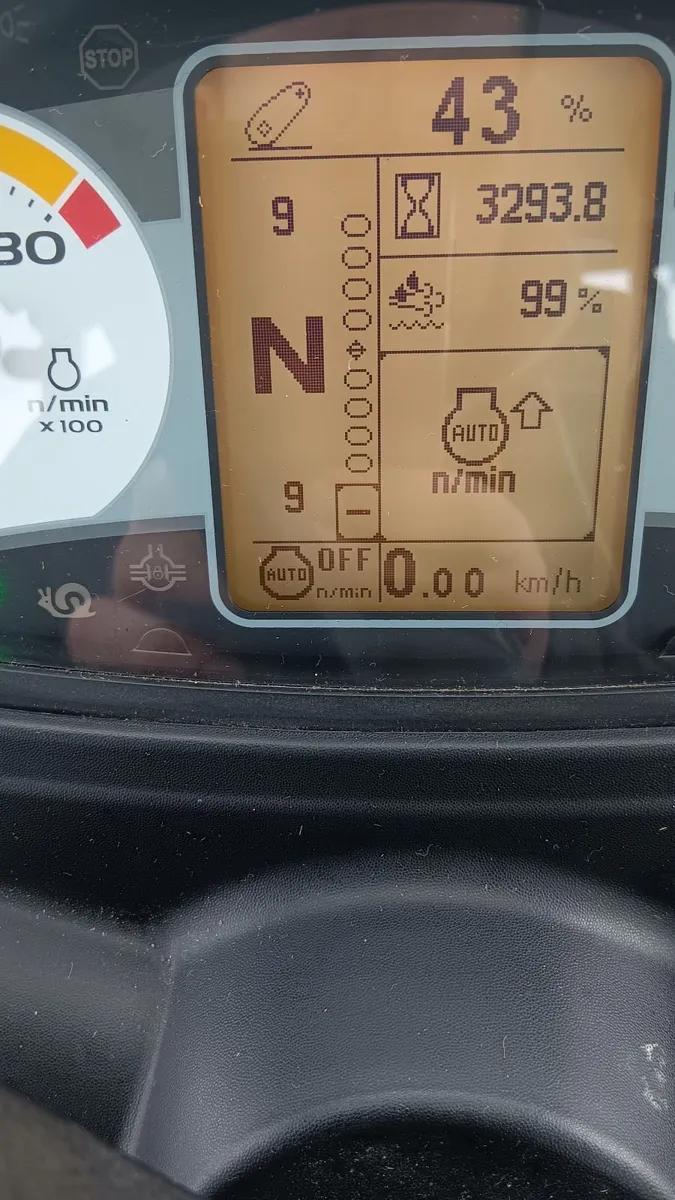 STOP
43 %
9
3293.8
30
99 %
N
AUTO
n/min
n/min
x100
9
–
AUTO OFF
n/min
0.00 km/h